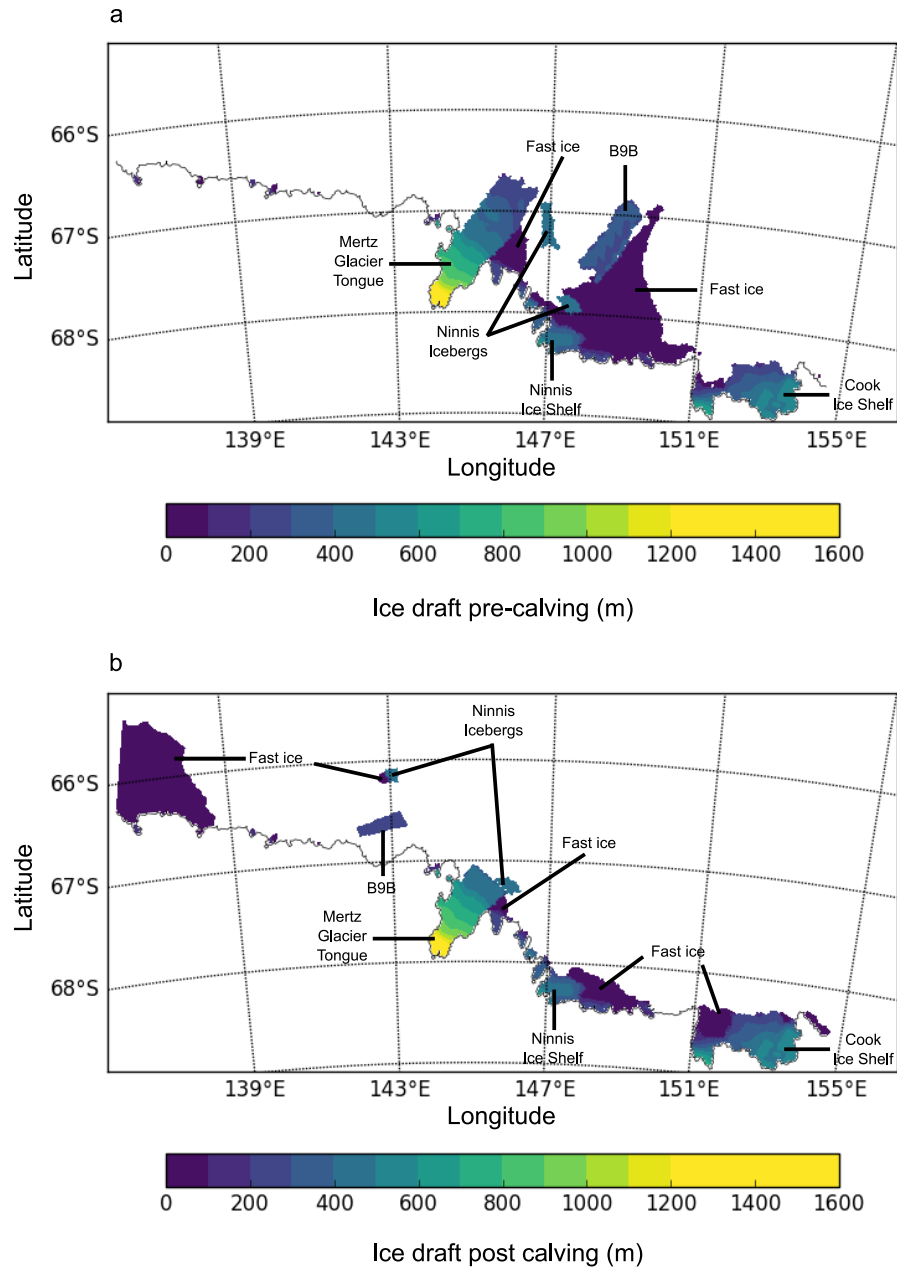 a
66°S
67°S
68°S
Latitude
Fast ice
B9B
Mertz
Glacier
Tongue
Fast ice
Ninnis
Icebergs
Ninnis
Ice Shelf
Cook
Ice Shelf
139°E
143°E
147°E
151°E
155°E
Longitude
0
200
400
600
800
1000
1200
1400
1600
Ice draft pre-calving (m)
b
Ninnis
Icebergs
Fast ice
66°S
67°S
68°S
Latitude
Fast ice
B9B
Mertz
Glacier
Tongue
Fast ice
Ninnis
Ice Shelf
Cook
Ice Shelf
139°E
143°E
147°E
151°E
155°E
Longitude
0
200
400
600
800
1000
1200
1400
1600
Ice draft post calving (m)